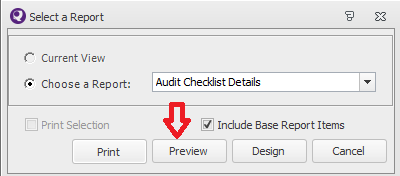 Select a Report
Current View
Choose a Report: Audit Checklist Details
Print Selection Include Base Report Items
Print Preview Design Cancel